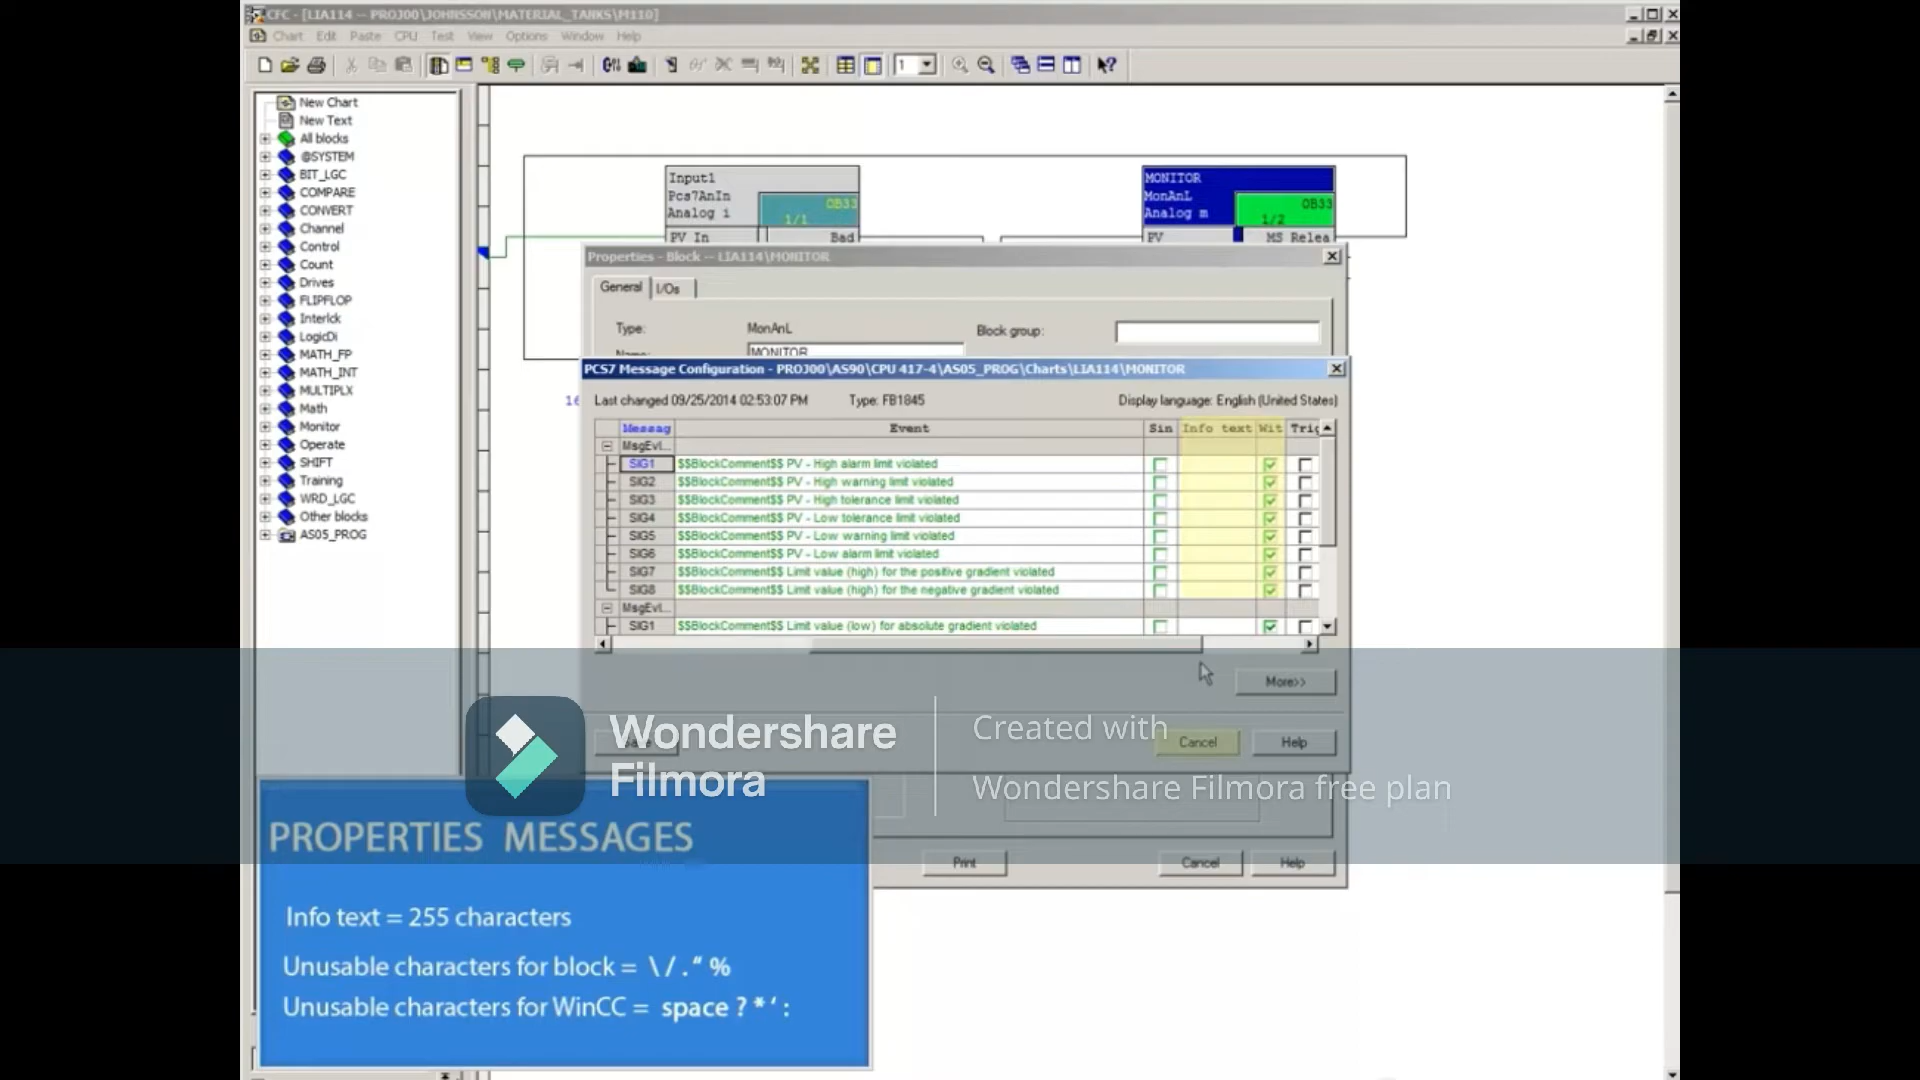 CFC - [LIA114 -- PROJ00\JOHNSSON\MATERIAL_TANKS\M110]
Chart Edit Paste CPU Test View Options Window Help
1
New Chart
New Text
All blocks
@SYSTEM
BIT_LGC
COMPARE
CONVERT
Channel
Control
Count
Drives
FLIPFLOP
Interlck
LogicDi
MATH_FP
MATH_INT
MULTIPLX
Math
Monitor
Operate
SHIFT
Training
WRD_LGC
Other blocks
AS05_PROG
Input1
Pcs7AnIn
Analog i
OB33
1/1
PV In Bad
MONITOR
MonAnL
Analog m
OB33
1/2
PV MS Relea
16
Properties - Block -- LIA114\MONITOR
General I/Os
Type: MonAnL Block group:
Name: MONITOR
PCS7 Message Configuration - PROJ00\AS90\CPU 417-4\AS05_PROG\Charts\LIA114\MONITOR
Last changed 09/25/2014 02:53:07 PM Type: FB1845 Display language: English (United States)
Messag Event Sin Info text Wit Trig
MsgEvI...
SIG1 $$BlockComment$$ PV - High alarm limit violated
SIG2 $$BlockComment$$ PV - High warning limit violated
SIG3 $$BlockComment$$ PV - High tolerance limit violated
SIG4 $$BlockComment$$ PV - Low tolerance limit violated
SIG5 $$BlockComment$$ PV - Low warning limit violated
SIG6 $$BlockComment$$ PV - Low alarm limit violated
SIG7 $$BlockComment$$ Limit value (high) for the positive gradient violated
SIG8 $$BlockComment$$ Limit value (high) for the negative gradient violated
MsgEvI...
SIG1 $$BlockComment$$ Limit value (low) for absolute gradient violated
More>>
Cancel Help
Wondershare
Filmora
Created with
Wondershare Filmora free plan
Print Cancel Help
PROPERTIES MESSAGES
Info text = 255 characters
Unusable characters for block = \ / . " %
Unusable characters for WinCC = space ? * ' :